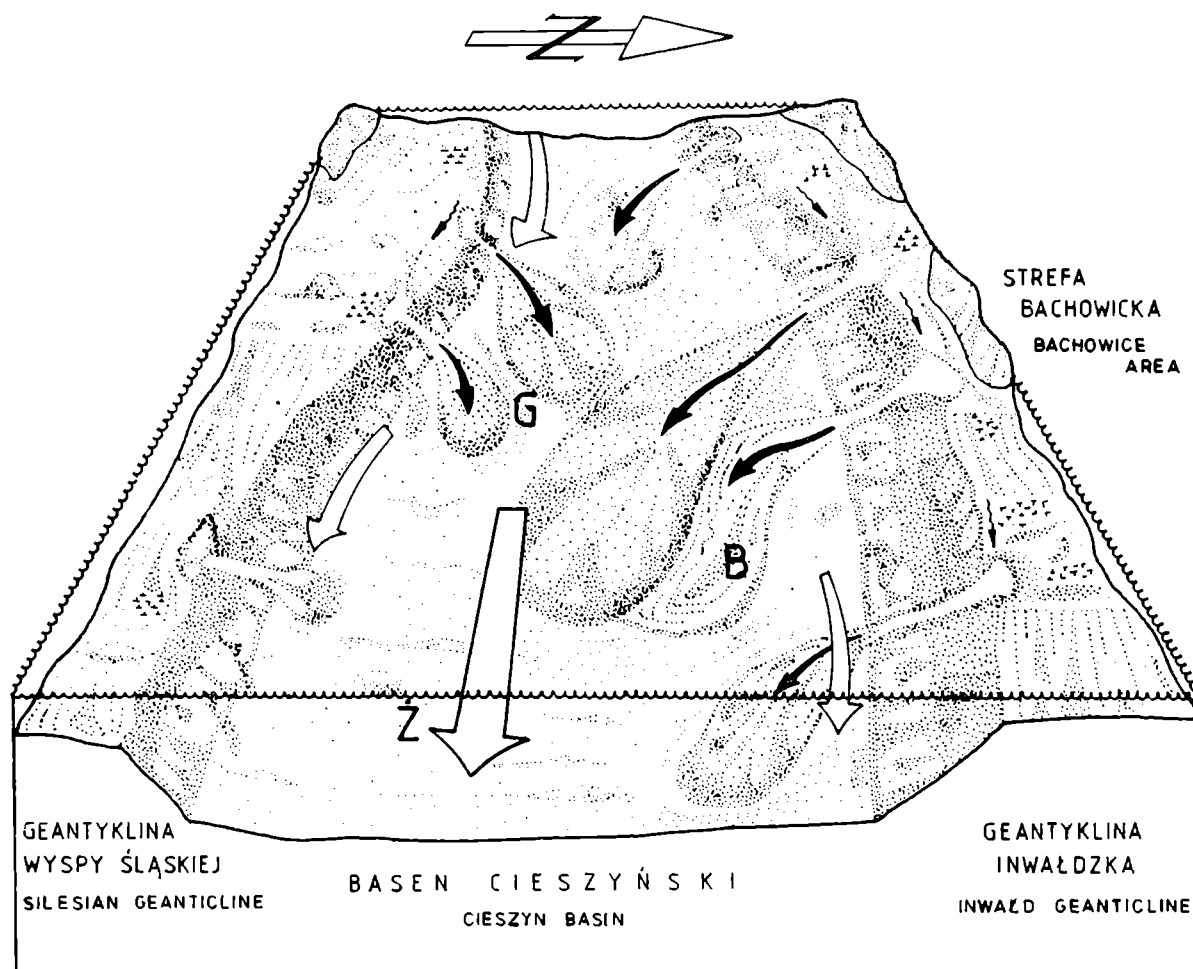 N
STREFA
BACHOWICKA
BACHOWICE
AREA
G
B
Ż
GEANTYKLINA
WYSPY ŚLĄSKIEJ
SILESIAN GEANTICLINE
BASEN CIESZYŃSKI
CIESZYN BASIN
GEANTYKLINA
INWAŁDZKA
INWAŁD GEANTICLINE